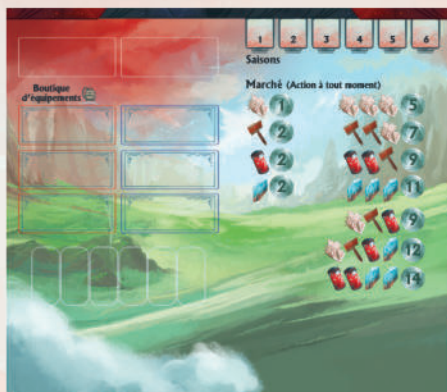 1 2 3 4 5 6
Saisons
Marché (Action à tout moment)
Boutique
d'équipements
1 5
2 7
2 9
2 11
9
12
14